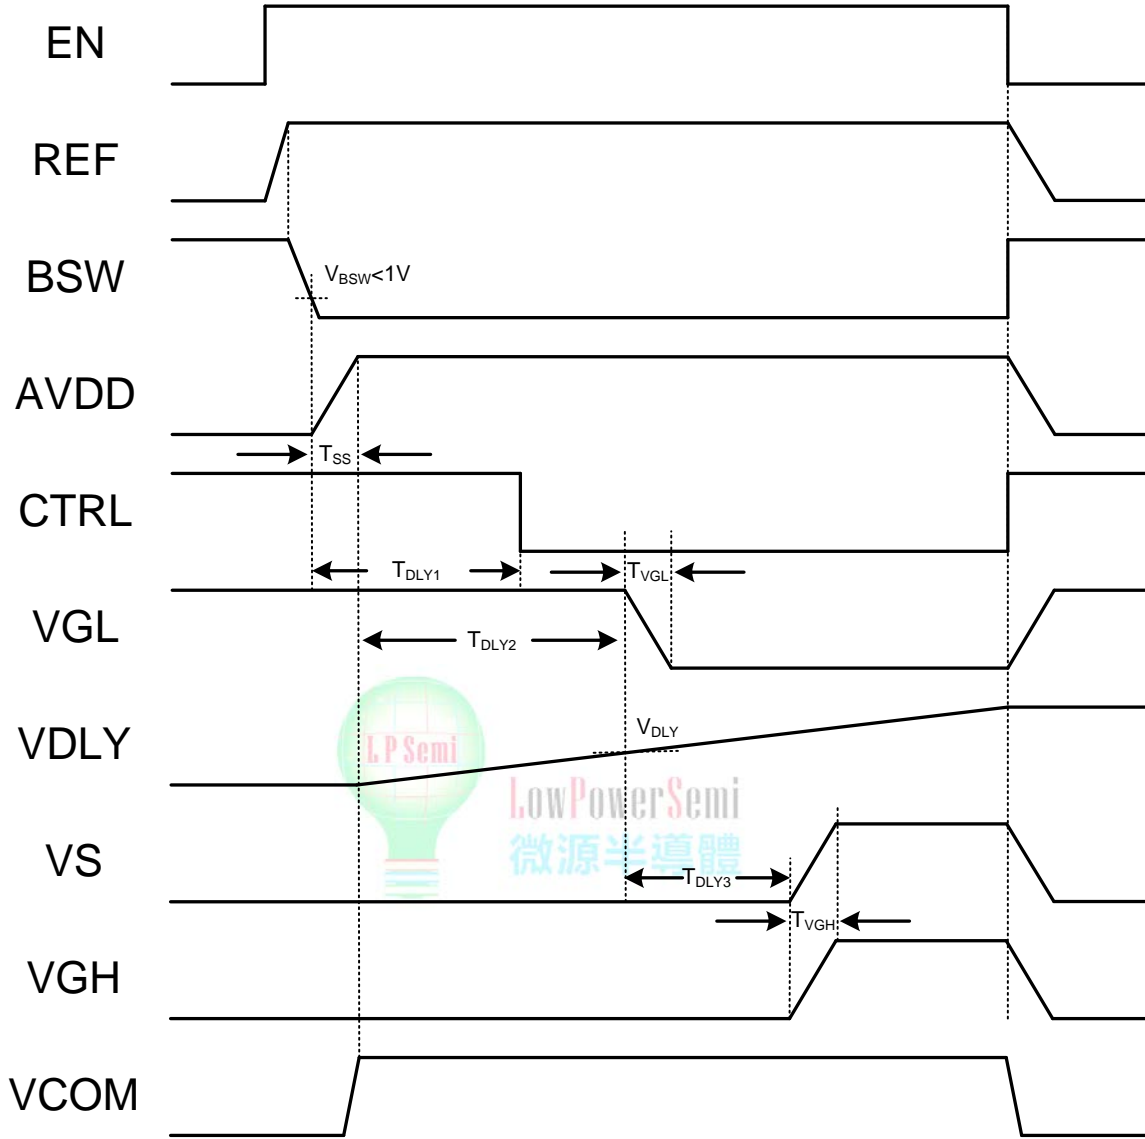 EN
REF
BSW
VBSW<1V
AVDD
TSS
CTRL
TDLY1
TVGL
VGL
TDLY2
VDLY
VDLY
LP Semi
LowPowerSemi
微源半導體
VS
TDLY3
TVGH
VGH
VCOM